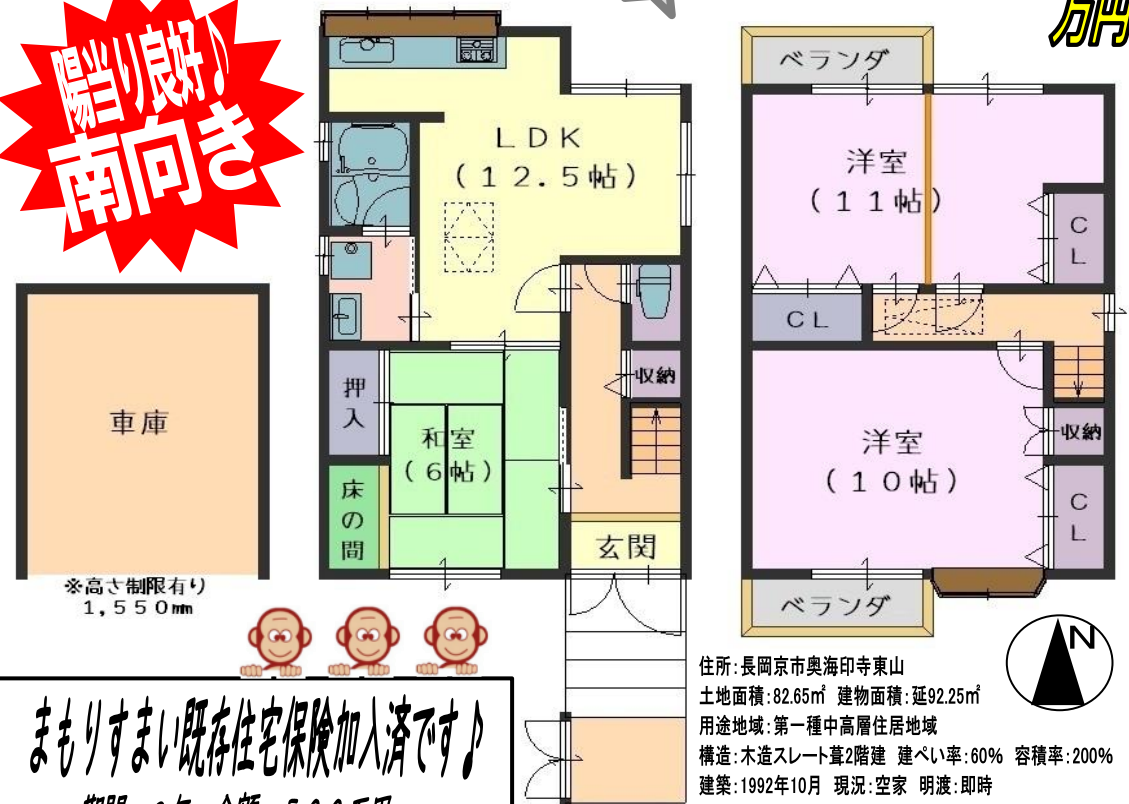 陽当り良好♪
南向き
万円
LDK
(12.5帖)
押入
和室
(6帖)
床の間
収納
玄関
車庫
※高さ制限有り
1,550mm
ベランダ
洋室
(11帖)
CL
CL
洋室
(10帖)
収納
CL
ベランダ
N
住所:長岡京市奥海印寺東山
土地面積:82.65㎡ 建物面積:延92.25㎡
用途地域:第一種中高層住居地域
構造:木造スレート葺2階建 建ぺい率:60% 容積率:200%
建築:1992年10月 現況:空家 明渡:即時
まもりすまい既存住宅保険加入済です♪